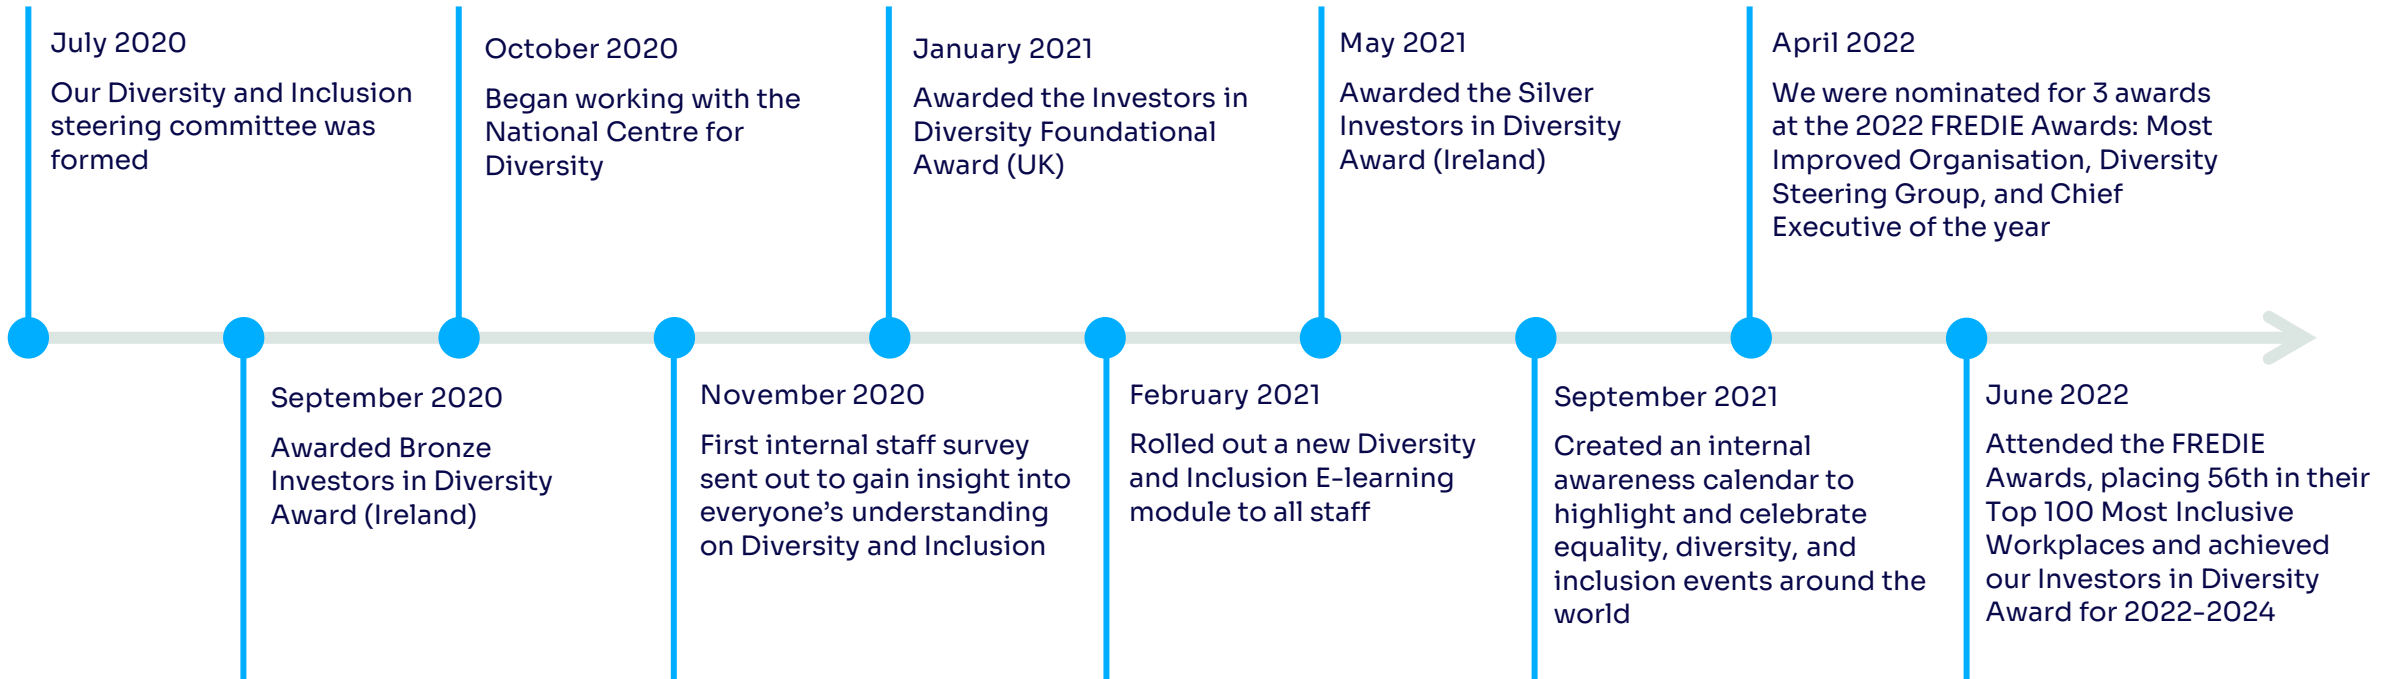 July 2020
Our Diversity and Inclusion
steering committee was
formed
September 2020
Awarded Bronze
Investors in Diversity
Award (Ireland)
October 2020
Began working with the
National Centre for
Diversity
November 2020
First internal staff survey
sent out to gain insight into
everyone’s understanding
on Diversity and Inclusion
January 2021
Awarded the Investors in
Diversity Foundational
Award (UK)
February 2021
Rolled out a new Diversity
and Inclusion E-learning
module to all staff
May 2021
Awarded the Silver
Investors in Diversity
Award (Ireland)
September 2021
Created an internal
awareness calendar to
highlight and celebrate
equality, diversity, and
inclusion events around the
world
April 2022
We were nominated for 3 awards
at the 2022 FREDIE Awards: Most
Improved Organisation, Diversity
Steering Group, and Chief
Executive of the year
June 2022
Attended the FREDIE
Awards, placing 56th in their
Top 100 Most Inclusive
Workplaces and achieved
our Investors in Diversity
Award for 2022-2024